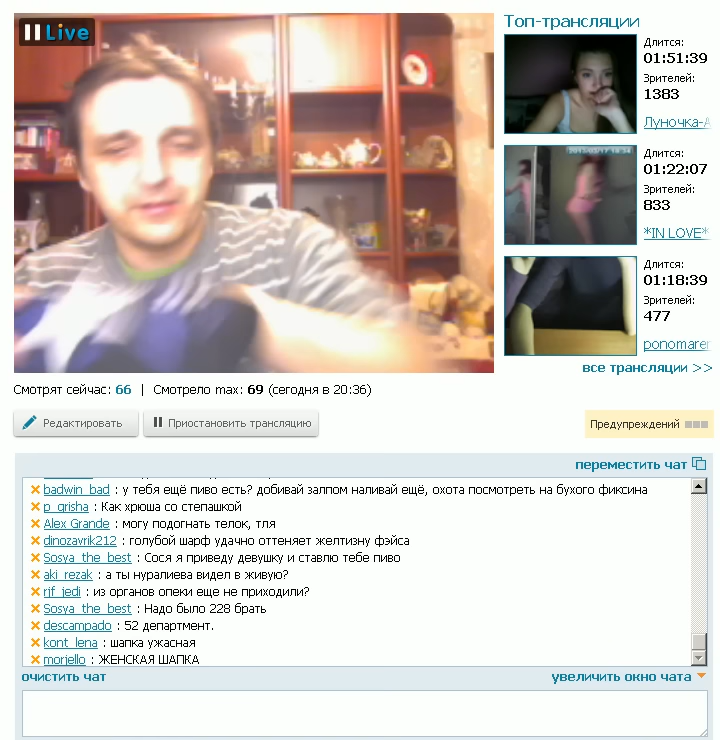 Live
Топ-трансляции
Длится:
01:51:39
Зрителей:
1383
Луночка-А
Длится:
01:22:07
Зрителей:
833
*IN LOVE*
Длится:
01:18:39
Зрителей:
477
ponomarer
все трансляции >>
Смотрят сейчас: 66 | Смотрело max: 69 (сегодня в 20:36)
Редактировать
Приостановить трансляцию
Предупреждений
переместить чат
badwin_bad : у тебя ещё пиво есть? добивай залпом наливай ещё, охота посмотреть на бухого фиксина
p_grisha : Как хрюша со степашкой
Alex Grande : могу подогнать телок, тля
dinozavrik212 : голубой шарф удачно оттеняет желтизну фэйса
Sosya_the_best : Сося я приведу девушку и ставлю тебе пиво
aki_rezak : а ты нуралиева видел в живую?
rjf_jedi : из органов опеки еще не приходили?
Sosya_the_best : Надо было 228 брать
descampado : 52 департмент.
kont_lena : шапка ужасная
morjello : ЖЕНСКАЯ ШАПКА
очистить чат
увеличить окно чата